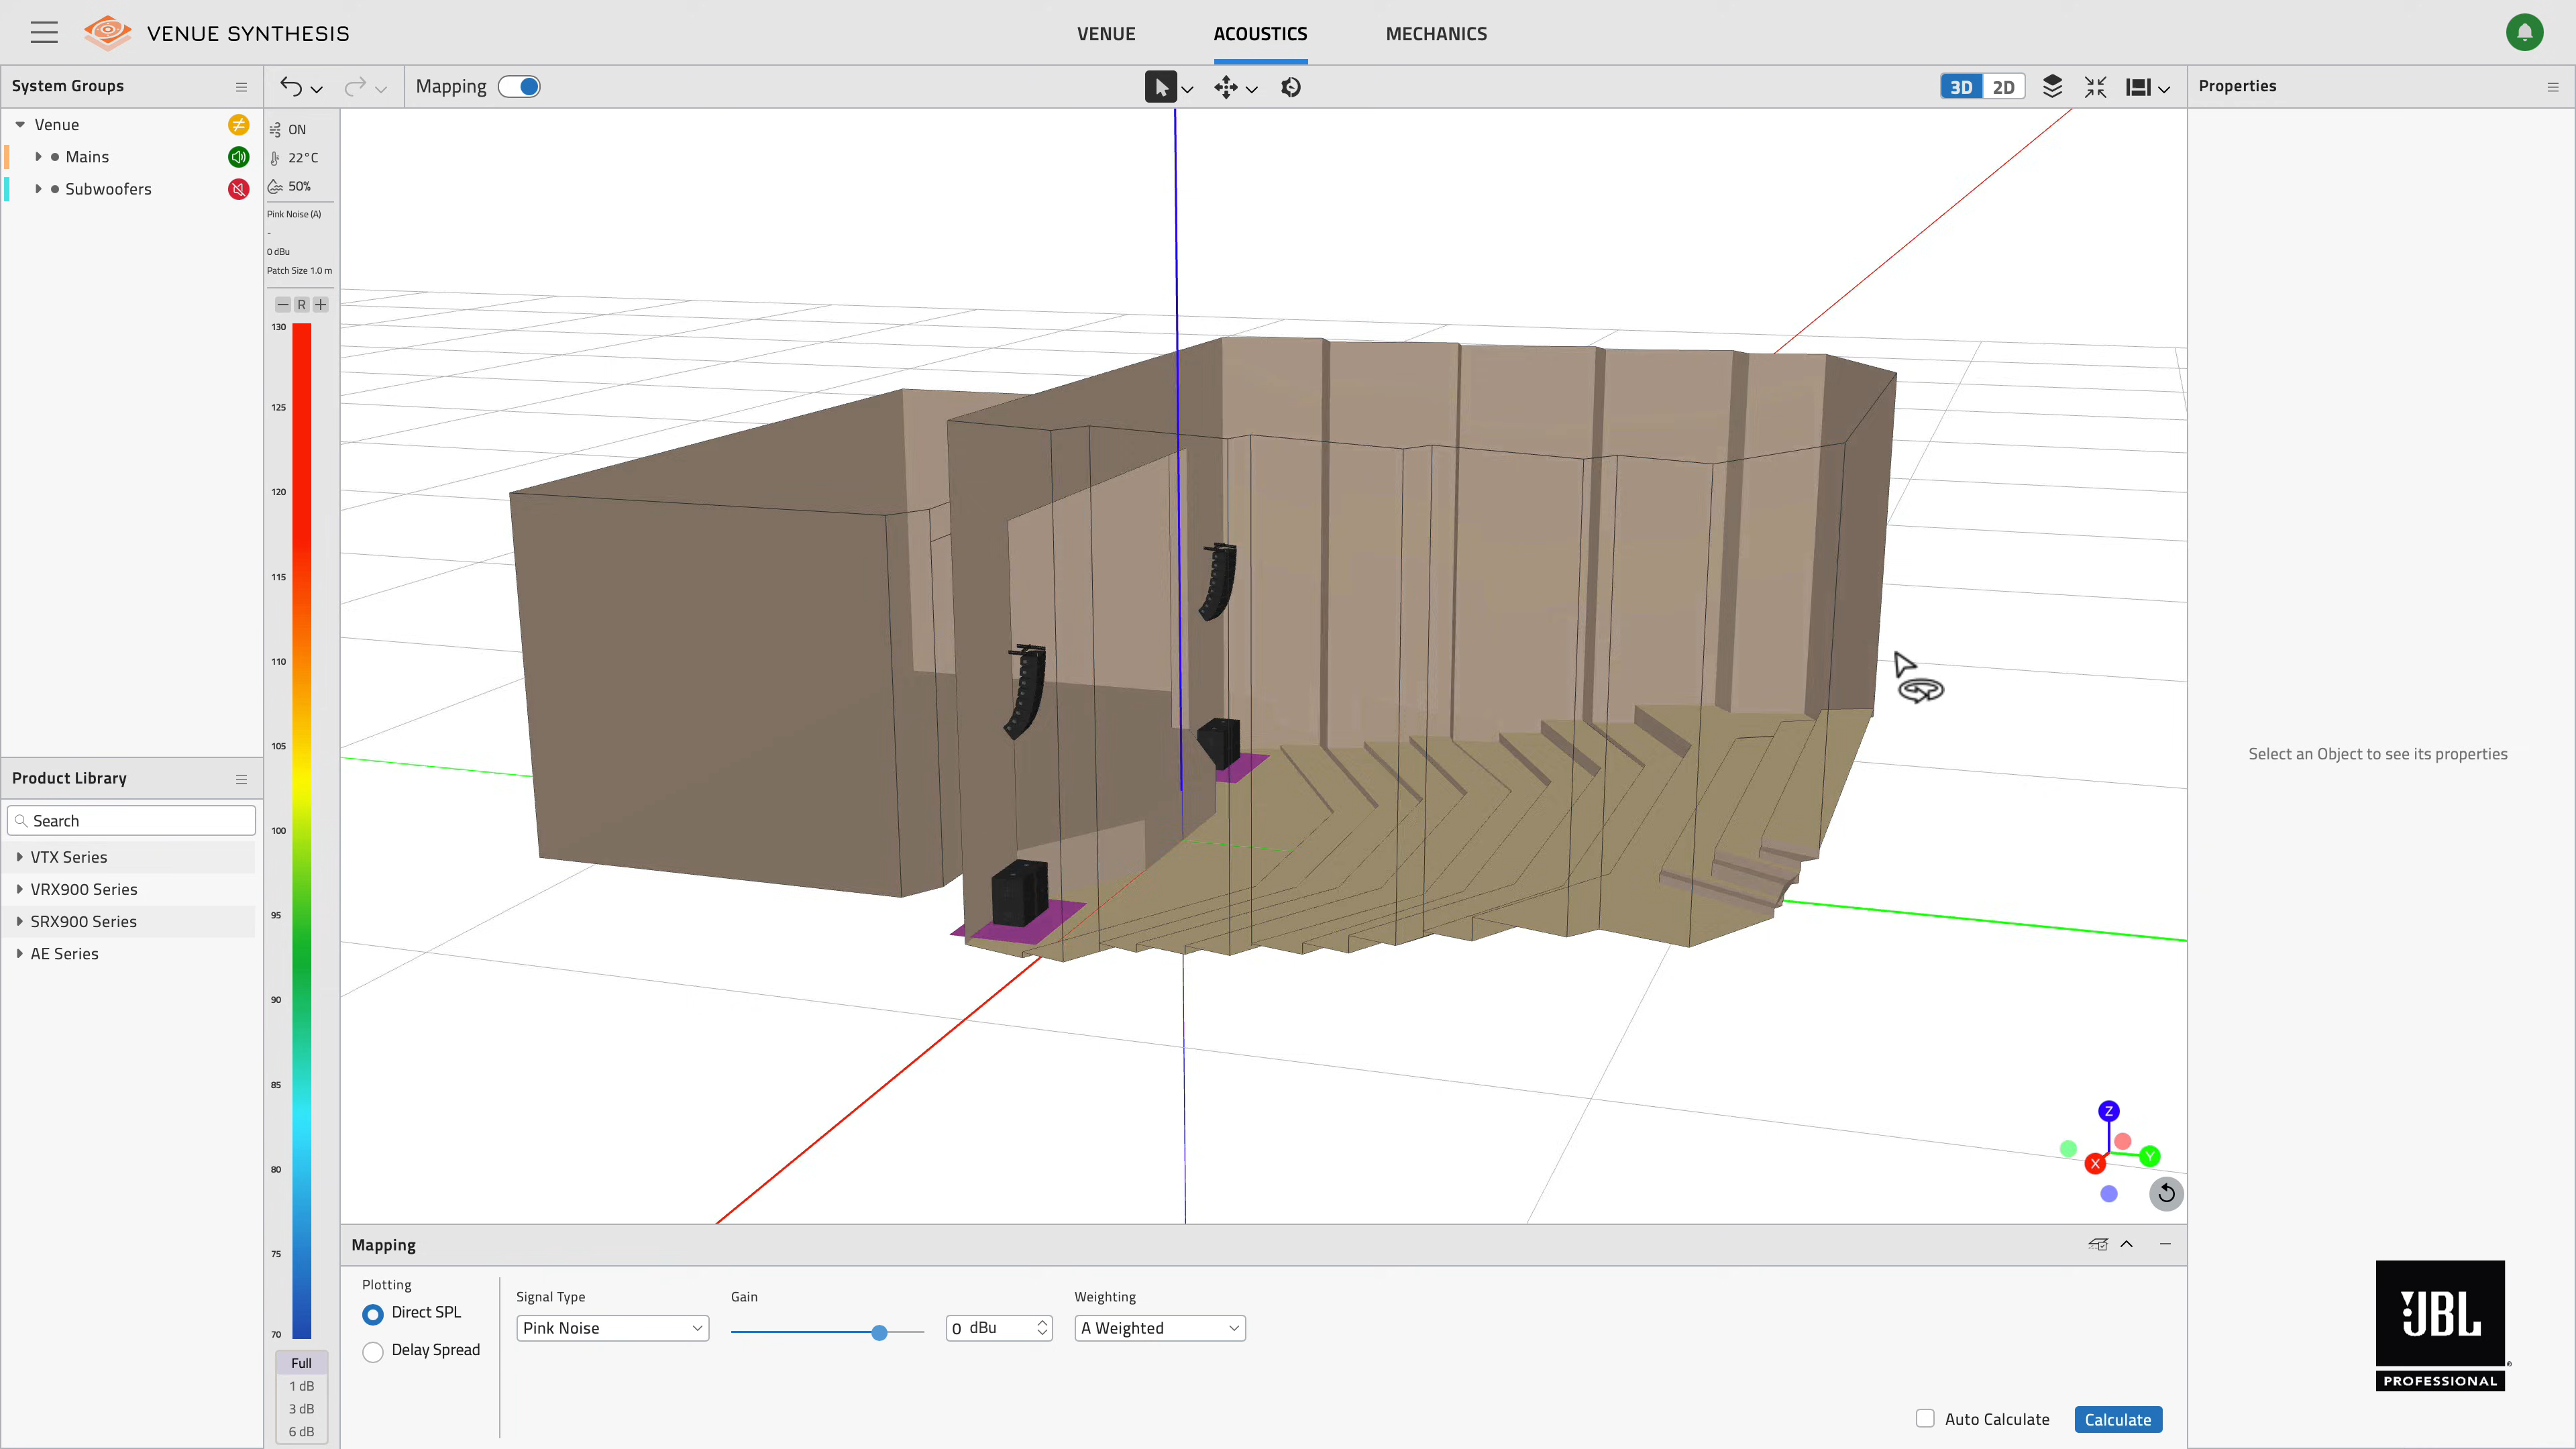 VENUE SYNTHESIS
VENUE
ACOUSTICS
MECHANICS
System Groups
Mapping
3D
2D
Properties
Venue
Mains
Subwoofers
ON
22°C
50%
Pink Noise (A)
-
0 dBu
Patch Size 1.0 m
R
130
125
120
115
110
105
100
95
90
85
80
75
70
Full
1 dB
3 dB
6 dB
Product Library
Search
VTX Series
VRX900 Series
SRX900 Series
AE Series
Select an Object to see its properties
Z
Y
X
Mapping
Plotting
Direct SPL
Delay Spread
Signal Type
Pink Noise
Gain
0 dBu
Weighting
A Weighted
Auto Calculate
Calculate
JBL
PROFESSIONAL